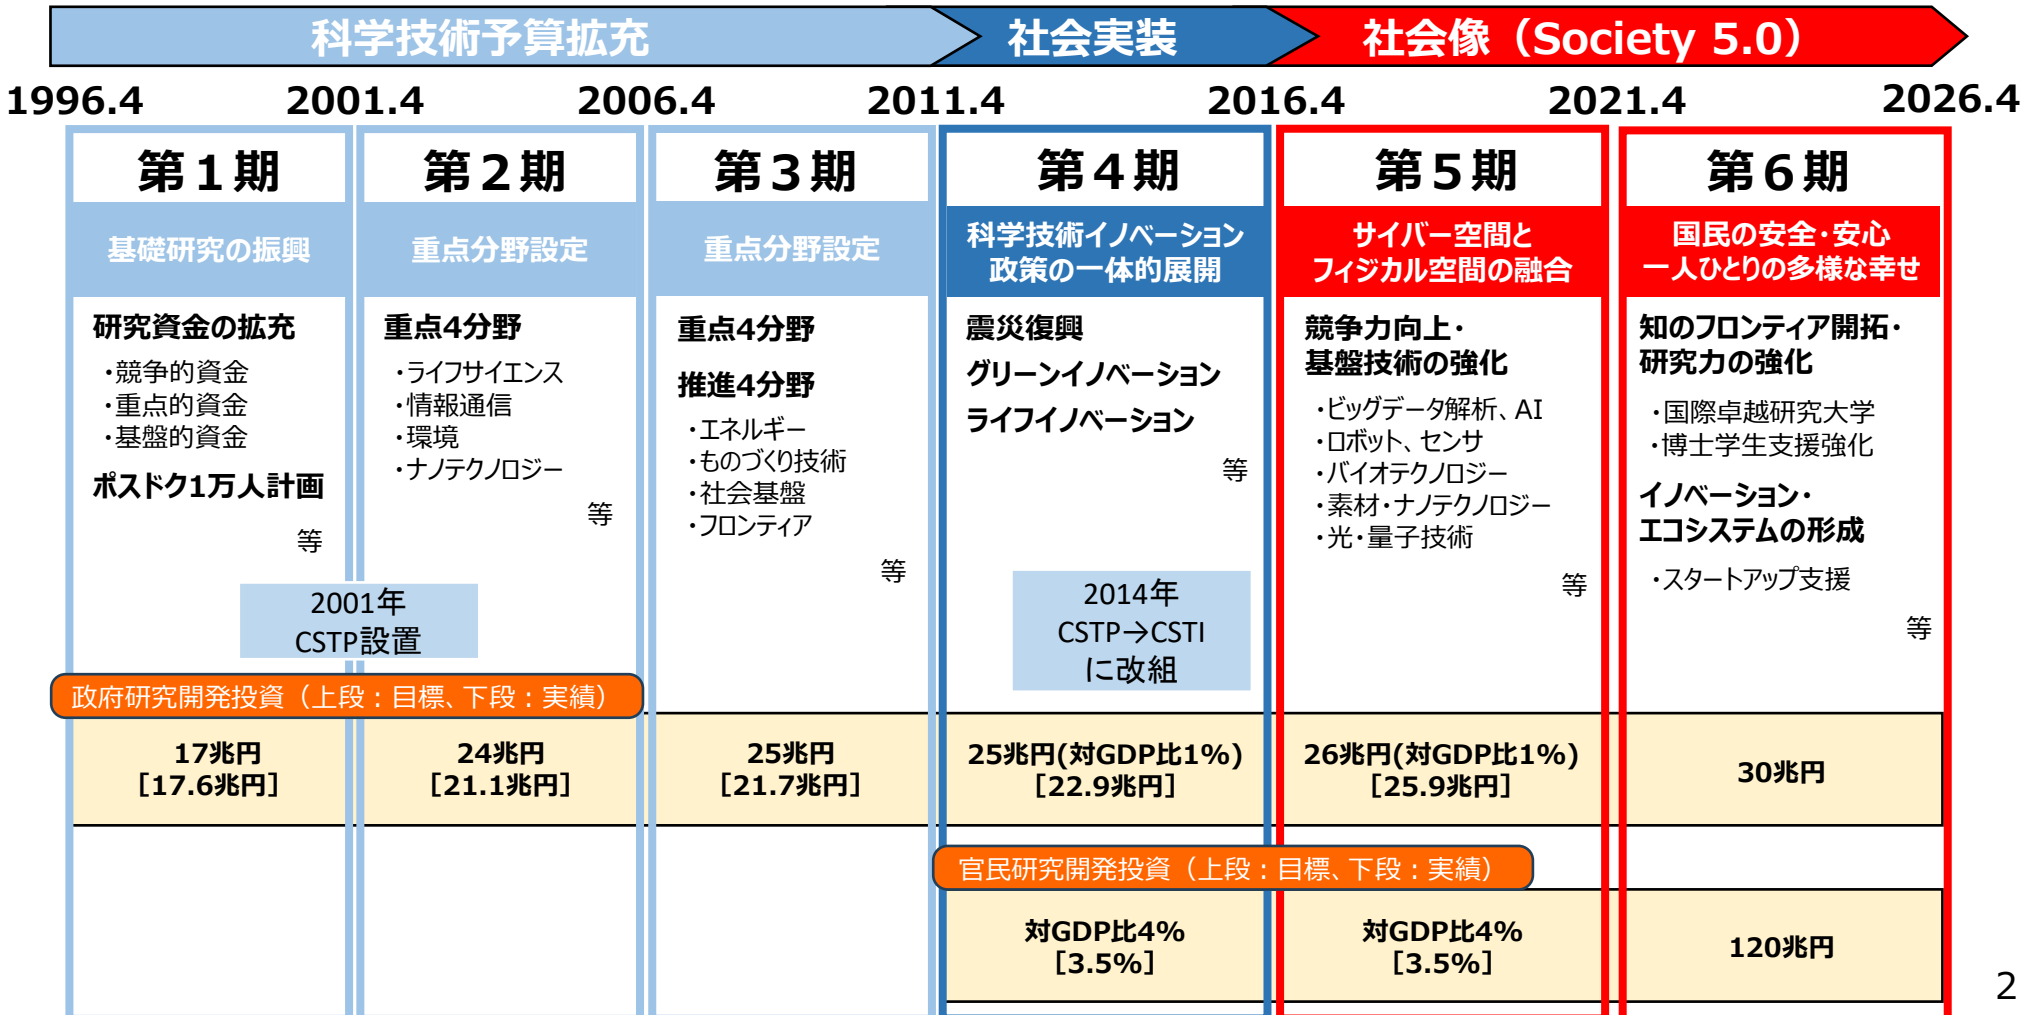 科学技術予算拡充
社会実装
社会像（Society 5.0）
1996.4
2001.4
2006.4
2011.4
2016.4
2021.4
2026.4
第１期
基礎研究の振興
研究資金の拡充
・競争的資金
・重点的資金
・基盤的資金
ポスドク1万人計画
等
第２期
重点分野設定
重点4分野
・ライフサイエンス
・情報通信
・環境
・ナノテクノロジー
等
2001年
CSTP設置
第３期
重点分野設定
重点4分野
推進4分野
・エネルギー
・ものづくり技術
・社会基盤
・フロンティア
等
第４期
科学技術イノベーション
政策の一体的展開
震災復興
グリーンイノベーション
ライフイノベーション
等
2014年
CSTP→CSTI
に改組
第５期
サイバー空間と
フィジカル空間の融合
競争力向上・
基盤技術の強化
・ビッグデータ解析、AI
・ロボット、センサ
・バイオテクノロジー
・素材・ナノテクノロジー
・光・量子技術
等
第６期
国民の安全・安心
一人ひとりの多様な幸せ
知のフロンティア開拓・
研究力の強化
・国際卓越研究大学
・博士学生支援強化
イノベーション・
エコシステムの形成
・スタートアップ支援
等
政府研究開発投資（上段：目標、下段：実績）
17兆円
［17.6兆円］
24兆円
［21.1兆円］
25兆円
［21.7兆円］
25兆円(対GDP比1%)
［22.9兆円］
26兆円(対GDP比1%)
［25.9兆円］
30兆円
官民研究開発投資（上段：目標、下段：実績）
対GDP比4%
［3.5%］
対GDP比4%
［3.5%］
120兆円
2